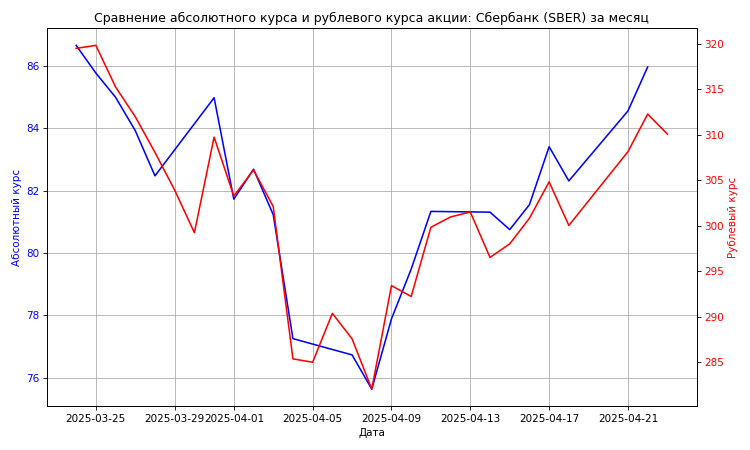 Сравнение абсолютного курса и рублевого курса акции: Сбербанк (SBER) за месяц
Абсолютный курс
86
84
82
80
78
76
320
315
310
305
300
295
290
285
Рублевый курс
2025-03-25 2025-03-29 2025-04-01 2025-04-05 2025-04-09 2025-04-13 2025-04-17 2025-04-21
Дата